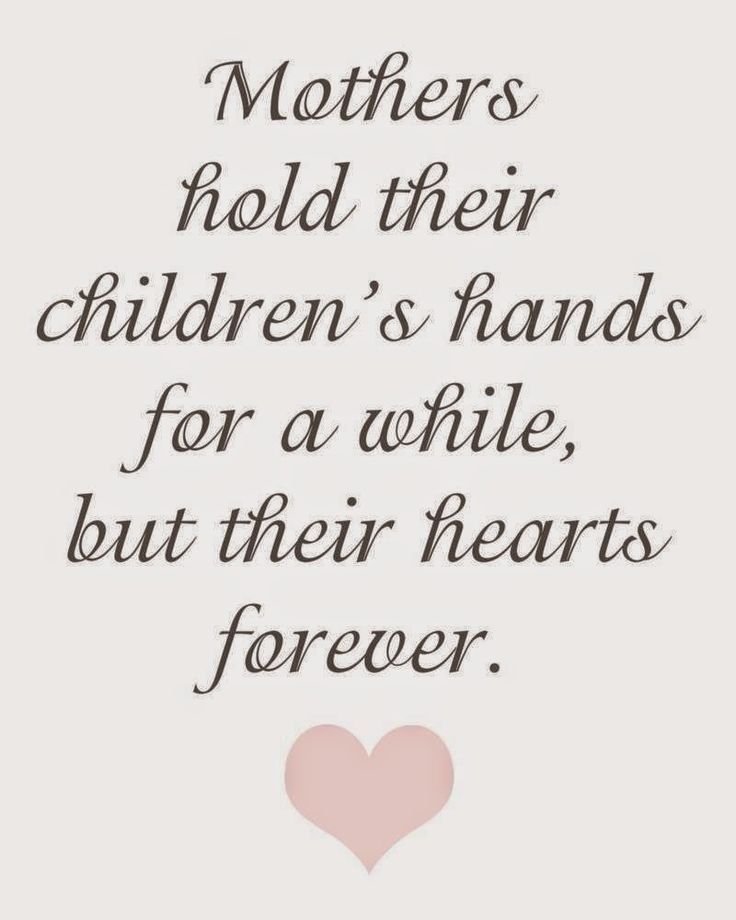 Mothers
hold their
children’s hands
for a while,
but their hearts
forever.